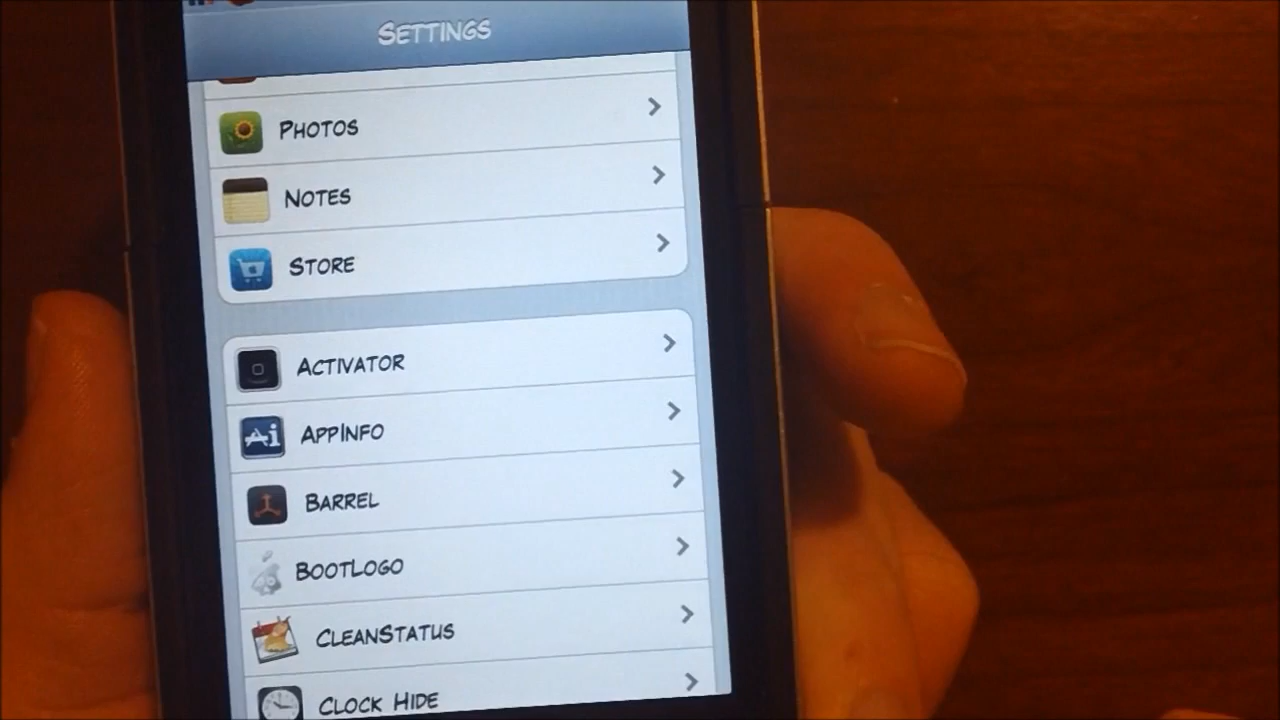 Settings
Photos
Notes
Store
Activator
AppInfo
Barrel
BootLogo
CleanStatus
Clock Hide